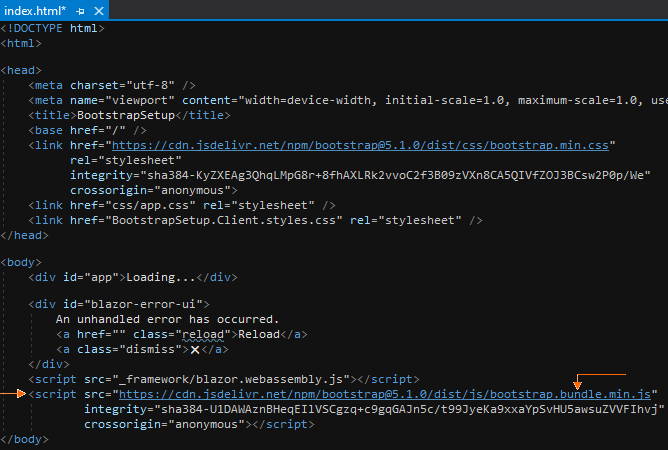 index.html*
<!DOCTYPE html>
<html>
<head>
<meta charset="utf-8" />
<meta name="viewport" content="width=device-width, initial-scale=1.0, maximum-scale=1.0, use
<title>BootstrapSetup</title>
<base href="/" />
<link href="https://cdn.jsdelivr.net/npm/bootstrap@5.1.0/dist/css/bootstrap.min.css"
rel="stylesheet"
integrity="sha384-KyZXEAg3QhqLMpG8r+8fhAXLRk2vvoC2f3B09zVXn8CA5QIVfZOJ3BCsw2P0p/We"
crossorigin="anonymous">
<link href="css/app.css" rel="stylesheet" />
<link href="BootstrapSetup.Client.styles.css" rel="stylesheet" />
</head>
<body>
<div id="app">Loading...</div>
<div id="blazor-error-ui">
An unhandled error has occurred.
<a href="" class="reload">Reload</a>
<a class="dismiss">🗙</a>
</div>
<script src="_framework/blazor.webassembly.js"></script>
<script src="https://cdn.jsdelivr.net/npm/bootstrap@5.1.0/dist/js/bootstrap.bundle.min.js"
integrity="sha384-U1DAWAznBHeqEIlVSCgzq+c9gqGAJn5c/t99JyeKa9xxaYpSvHU5awsuZVVFIhvj"
crossorigin="anonymous"></script>
</body>